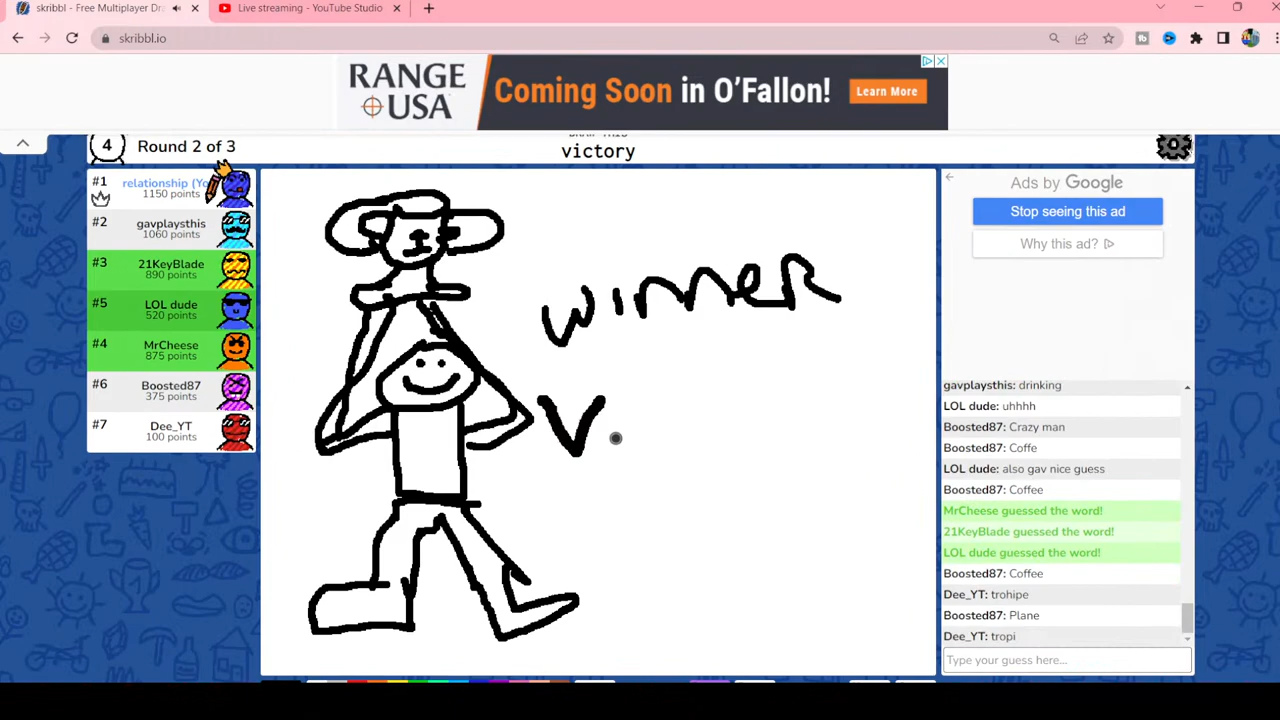 skribbl - Free Multiplayer Dra
Live streaming - YouTube Studio
skribbl.io
RANGE USA
Coming Soon in O'Fallon!
Learn More
4
Round 2 of 3
DRAW THIS
victory
#1
relationship (Yo
1150 points
#2
gavplaysthis
1060 points
#3
21KeyBlade
890 points
#5
LOL dude
520 points
#4
MrCheese
875 points
#6
Boosted87
375 points
#7
Dee_YT
100 points
winner
V
Ads by Google
Stop seeing this ad
Why this ad?
gavplaysthis: drinking
LOL dude: uhhhh
Boosted87: Crazy man
Boosted87: Coffe
LOL dude: also gav nice guess
Boosted87: Coffee
MrCheese guessed the word!
21KeyBlade guessed the word!
LOL dude guessed the word!
Boosted87: Coffee
Dee_YT: trohipe
Boosted87: Plane
Dee_YT: tropi
Type your guess here...